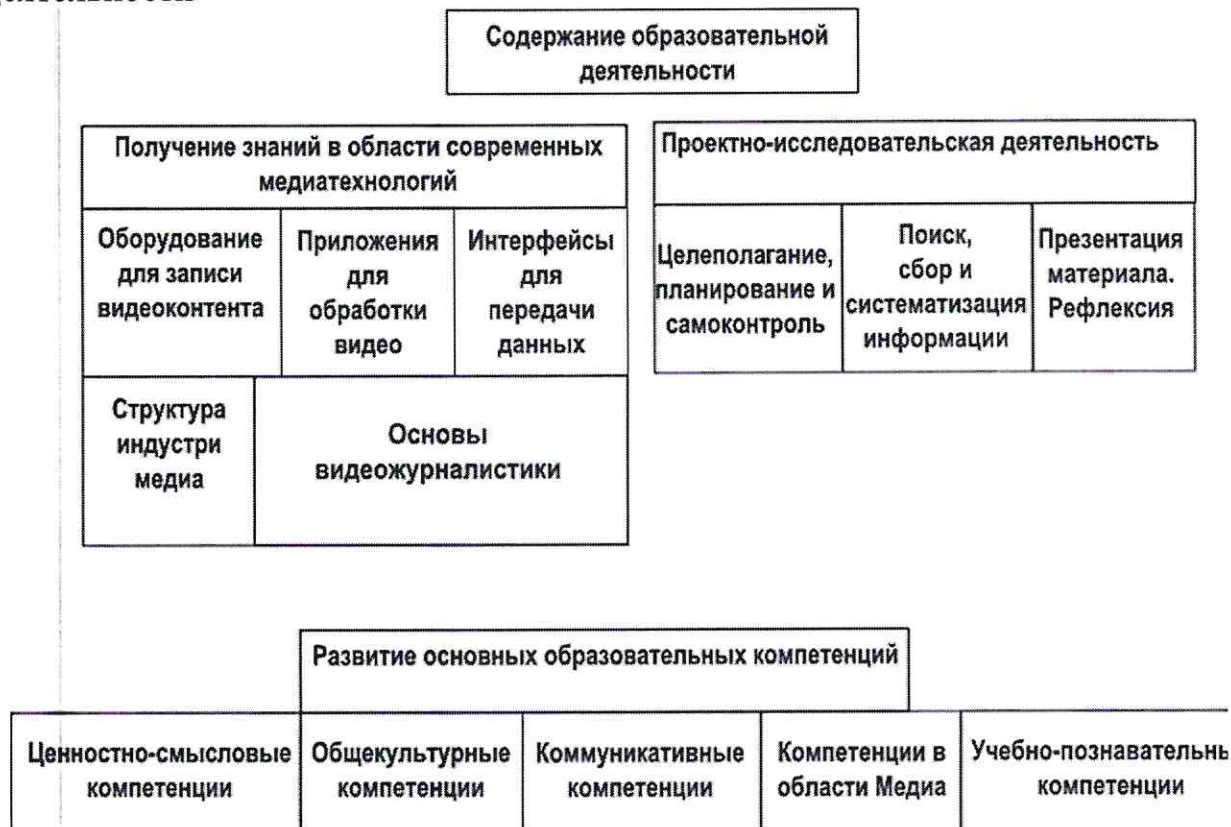 Содержание образовательной
деятельности
Получение знаний в области современных
медиатехнологий
Оборудование
для записи
видеоконтента
Приложения
для
обработки
видео
Интерфейсы
для
передачи
данных
Структура
индустри
медиа
Основы
видеожурналистики
Проектно-исследовательская деятельность
Целеполагание,
планирование и
самоконтроль
Поиск,
сбор и
систематизация
информации
Презентация
материала.
Рефлексия
Развитие основных образовательных компетенций
Ценностно-смысловые
компетенции
Общекультурные
компетенции
Коммуникативные
компетенции
Компетенции в
области Медиа
Учебно-познавательны
компетенции